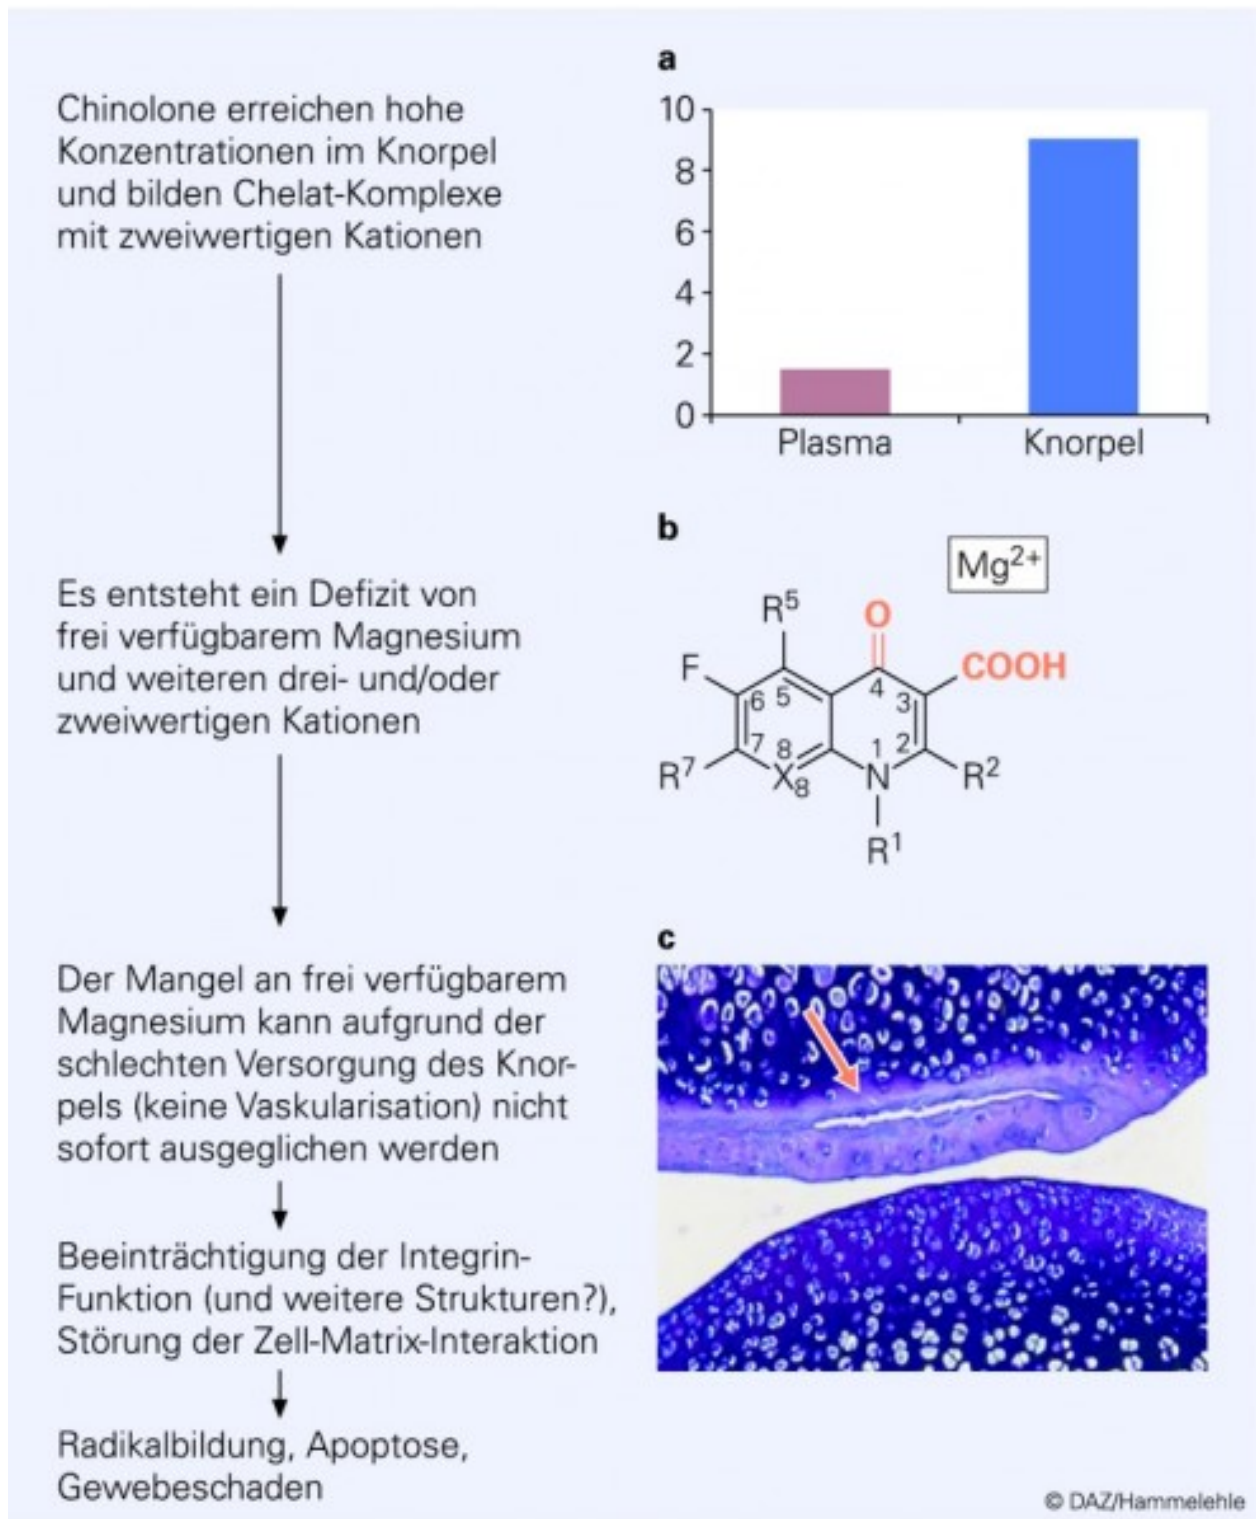 Chinolone erreichen hohe
Konzentrationen im Knorpel
und bilden Chelat-Komplexe
mit zweiwertigen Kationen
Es entsteht ein Defizit von
frei verfügbarem Magnesium
und weiteren drei- und/oder
zweiwertigen Kationen
Der Mangel an frei verfügbarem
Magnesium kann aufgrund der
schlechten Versorgung des Knor-
pels (keine Vaskularisation) nicht
sofort ausgeglichen werden
Beeinträchtigung der Integrin-
Funktion (und weitere Strukturen?),
Störung der Zell-Matrix-Interaktion
Radikalbildung, Apoptose,
Gewebeschaden
a
10
8
6
4
2
0
Plasma Knorpel
b
Mg²⁺
R⁵ O
F COOH
6 5 4 3
7 8 1 2
R⁷ X₈ N R²
R¹
c
© DAZ/Hammelehle